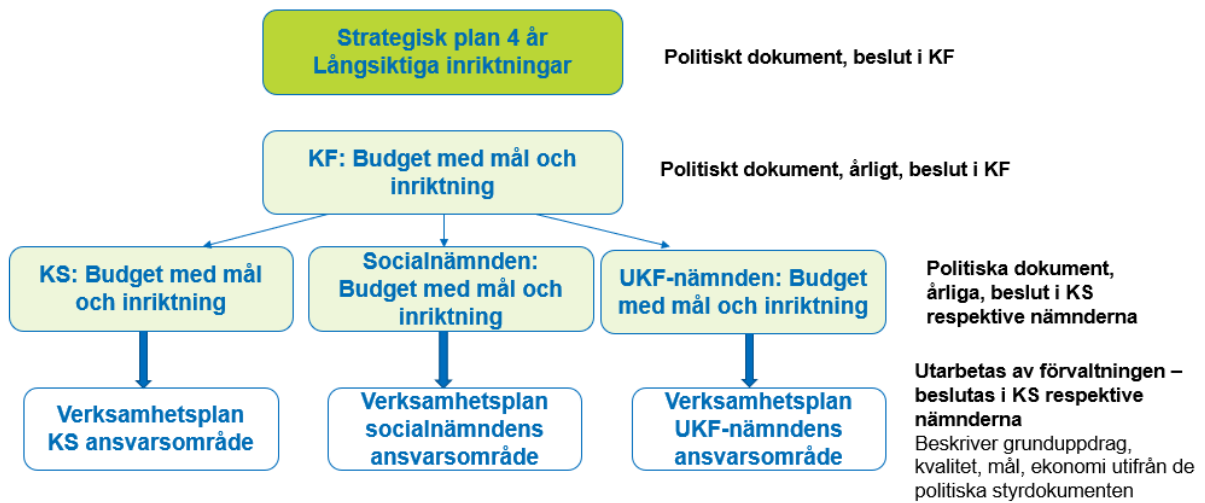 Strategisk plan 4 år
Långsiktiga inriktningar
Politiskt dokument, beslut i KF
KF: Budget med mål och
inriktning
Politiskt dokument, årligt, beslut i KF
KS: Budget med mål
och inriktning
Socialnämnden:
Budget med mål och
inriktning
UKF-nämnden: Budget
med mål och inriktning
Politiska dokument,
årliga, beslut i KS
respektive nämnderna
Verksamhetsplan
KS ansvarsområde
Verksamhetsplan
socialnämndens
ansvarsområde
Verksamhetsplan
UKF-nämndens
ansvarsområde
Utarbetas av förvaltningen –
beslutas i KS respektive
nämnderna
Beskriver grunduppdrag,
kvalitet, mål, ekonomi utifrån de
politiska styrdokumenten